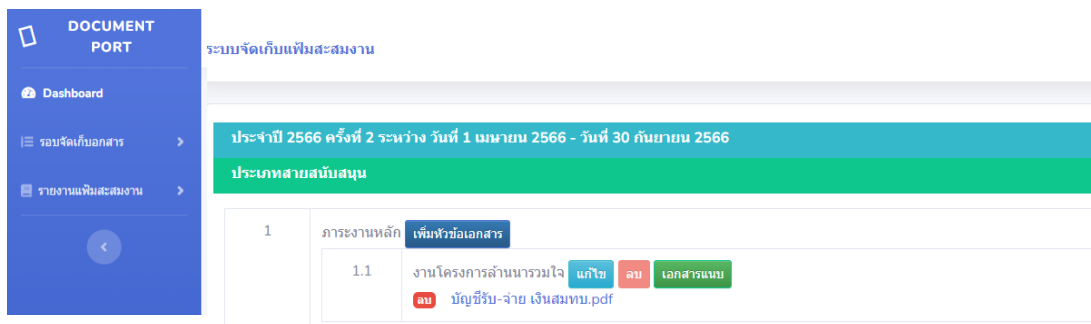 DOCUMENT
PORT
ระบบจัดเก็บแฟ้มสะสมงาน
Dashboard
รอบจัดเก็บอกสาร
รายงานแฟ้มสะสมงาน
ประจำปี 2566 ครั้งที่ 2 ระหว่าง วันที่ 1 เมษายน 2566 - วันที่ 30 กันยายน 2566
ประเภทสายสนับสนุน
1 ภาระงานหลัก เพิ่มหัวข้อเอกสาร
1.1 งานโครงการล้านนารวมใจ แก้ไข ลบ เอกสารแนบ
ลบ บัญชีรับ-จ่าย เงินสมทบ.pdf